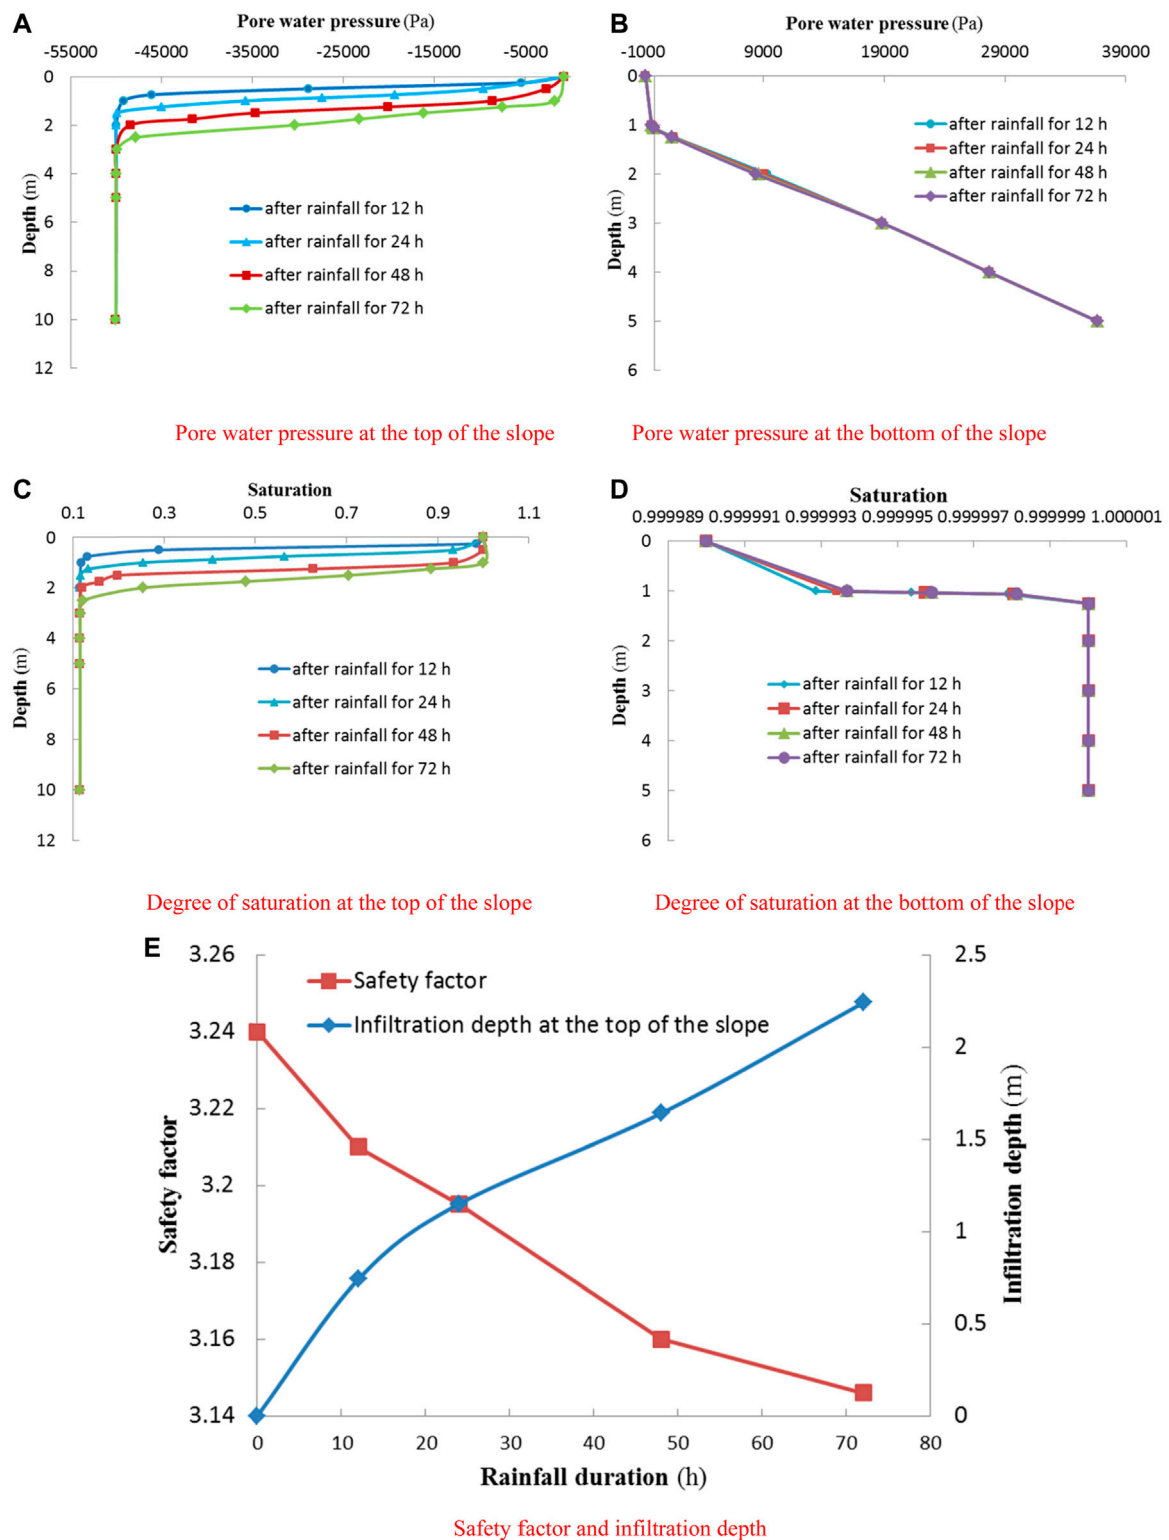 A
Pore water pressure (Pa)
-55000 -45000 -35000 -25000 -15000 -5000
0
2
4
6
8
10
12
Depth (m)
after rainfall for 12 h
after rainfall for 24 h
after rainfall for 48 h
after rainfall for 72 h
Pore water pressure at the top of the slope
B
Pore water pressure (Pa)
-1000 9000 19000 29000 39000
0
1
2
3
4
5
6
Depth (m)
after rainfall for 12 h
after rainfall for 24 h
after rainfall for 48 h
after rainfall for 72 h
Pore water pressure at the bottom of the slope
C
Saturation
0.1 0.3 0.5 0.7 0.9 1.1
0
2
4
6
8
10
12
Depth (m)
after rainfall for 12 h
after rainfall for 24 h
after rainfall for 48 h
after rainfall for 72 h
Degree of saturation at the top of the slope
D
Saturation
0.999989 0.999991 0.999993 0.999995 0.999997 0.999999 1.000001
0
1
2
3
4
5
6
Depth (m)
after rainfall for 12 h
after rainfall for 24 h
after rainfall for 48 h
after rainfall for 72 h
Degree of saturation at the bottom of the slope
E
3.26
3.24
3.22
3.2
3.18
3.16
3.14
Safety factor
Safety factor
Infiltration depth at the top of the slope
2.5
2
1.5
1
0.5
0
Infiltration depth (m)
0 10 20 30 40 50 60 70 80
Rainfall duration (h)
Safety factor and infiltration depth